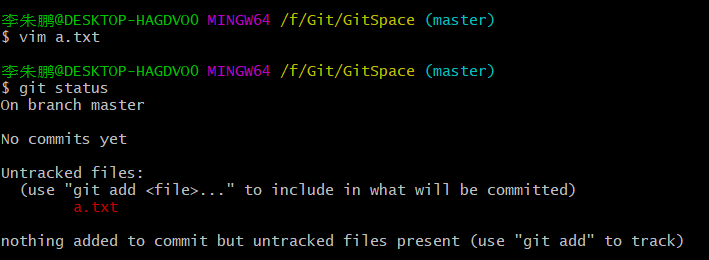 李朱鹏@DESKTOP-HAGDVOO MINGW64 /f/Git/GitSpace (master)
$ vim a.txt
李朱鹏@DESKTOP-HAGDVOO MINGW64 /f/Git/GitSpace (master)
$ git status
On branch master
No commits yet
Untracked files:
(use "git add <file>..." to include in what will be committed)
a.txt
nothing added to commit but untracked files present (use "git add" to track)